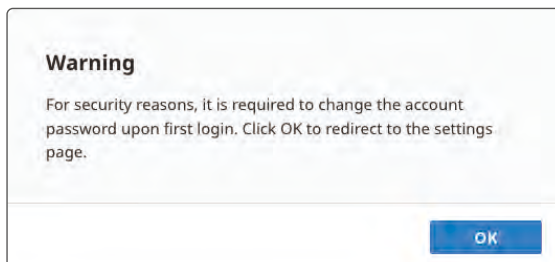 Warning
For security reasons, it is required to change the account
password upon first login. Click OK to redirect to the settings
page.
OK